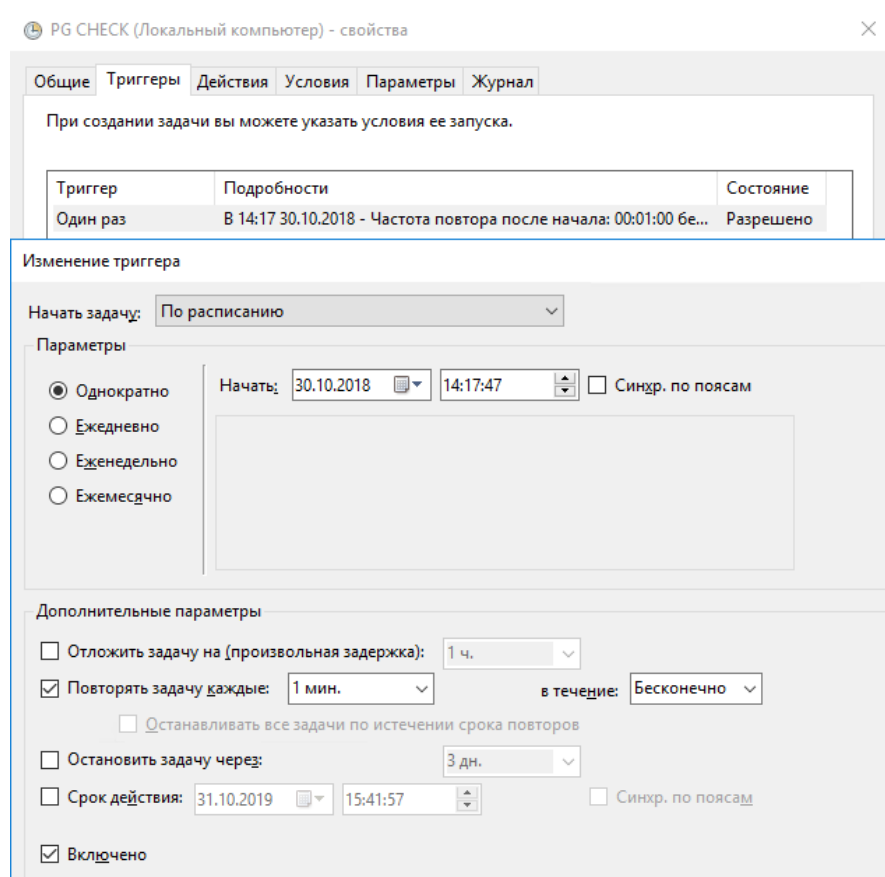 PG CHECK (Локальный компьютер) - свойства
Общие Триггеры Действия Условия Параметры Журнал
При создании задачи вы можете указать условия ее запуска.
Триггер Подробности Состояние
Один раз В 14:17 30.10.2018 - Частота повтора после начала: 00:01:00 бе... Разрешено
Изменение триггера
Начать задачу: По расписанию
Параметры
Однократно Начать: 30.10.2018 14:17:47 Синхр. по поясам
Ежедневно
Еженедельно
Ежемесячно
Дополнительные параметры
Отложить задачу на (произвольная задержка): 1 ч.
Повторять задачу каждые: 1 мин. в течение: Бесконечно
Останавливать все задачи по истечении срока повторов
Остановить задачу через: 3 дн.
Срок действия: 31.10.2019 15:41:57 Синхр. по поясам
Включено